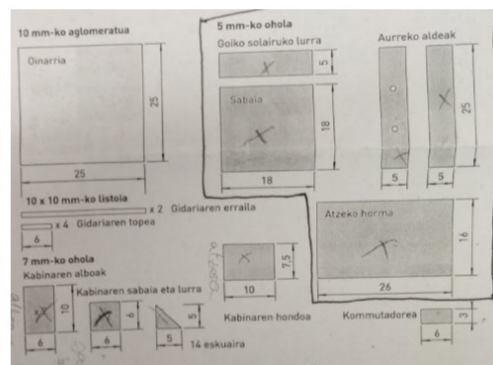 10 mm-ko aglomeratua
Oinarria
25
25
5 mm-ko ohola
Goiko solairuko lurra
5
Sabaia
18
18
Aurreko aldeak
25
5
5
10 x 10 mm-ko listoia
x 2 Gidariaren erraila
x 4 Gidariaren topea
6
Atzeko horma
16
26
7 mm-ko ohola
Kabinaren alboak
10
6
Kabinaren sabaia eta lurra
6
6
5
5
14 eskuaira
7,5
10
Kabinaren hondoa
Kommutadorea
3
6